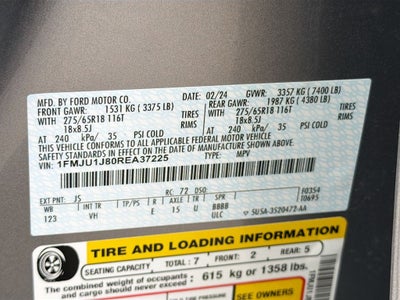 MFD. BY FORD MOTOR CO. 02/24 GVWR: 3357 KG (7400 LB)
FRONT GAWR: 1531 KG (3375 LB) REAR GAWR: 1987 KG (4380 LB)
WITH 275/65R18 116T TIRES WITH 275/65R18 116T TIRES
18x8.5J RIMS 18x8.5J RIMS
AT 240 kPa/ 35 PSI COLD AT 240 kPa/ 35 PSI COLD
THIS VEHICLE CONFORMS TO ALL APPLICABLE FEDERAL MOTOR VEHICLE
SAFETY STANDARDS IN EFFECT ON THE DATE OF MANUFACTURE SHOWN ABOVE.
VIN: 1FMJU1J80REA37225 TYPE: MPV
F0354
T0695
EXT PNT: JS RC: 72 DSO:
WB INT TR TP/PS R AXLE TR SPR
123 VH E 15 U BBBB
ULC 5U5A-3520472-AA
TIRE AND LOADING INFORMATION
SEATING CAPACITY TOTAL : 7 FRONT : 2 REAR : 5
The combined weight of occupants
and cargo should never exceed : 615 kg or 1358 lbs.
SEE OWNERS